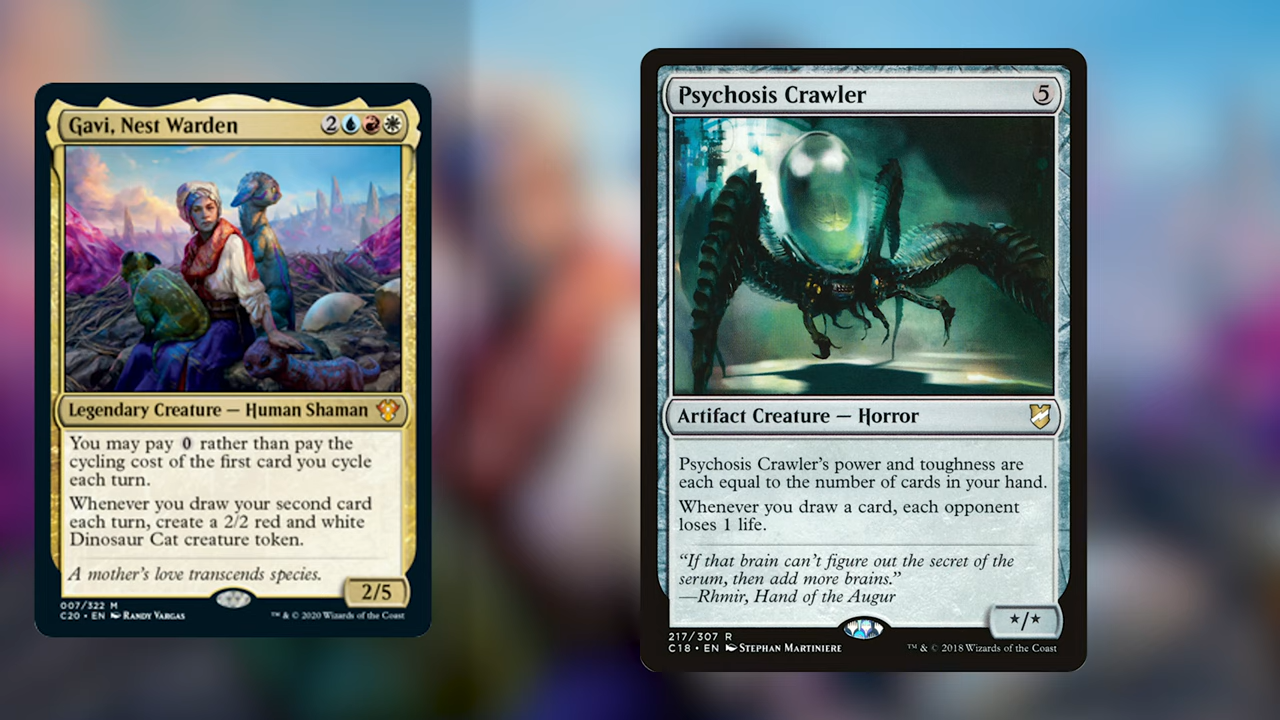 Gavi, Nest Warden 2
Legendary Creature — Human Shaman
You may pay 0 rather than pay the
cycling cost of the first card you cycle
each turn.
Whenever you draw your second card
each turn, create a 2/2 red and white
Dinosaur Cat creature token.
A mother's love transcends species.
2/5
007/322 M
C20 • EN Randy Vargas
™ & © 2020 Wizards of the Coast
Psychosis Crawler 5
Artifact Creature — Horror
Psychosis Crawler's power and toughness are
each equal to the number of cards in your hand.
Whenever you draw a card, each opponent
loses 1 life.
"If that brain can't figure out the secret of the
serum, then add more brains."
—Rhmir, Hand of the Augur
*/*
217/307 R
C18 • EN Stephan Martiniere
™ & © 2018 Wizards of the Coast